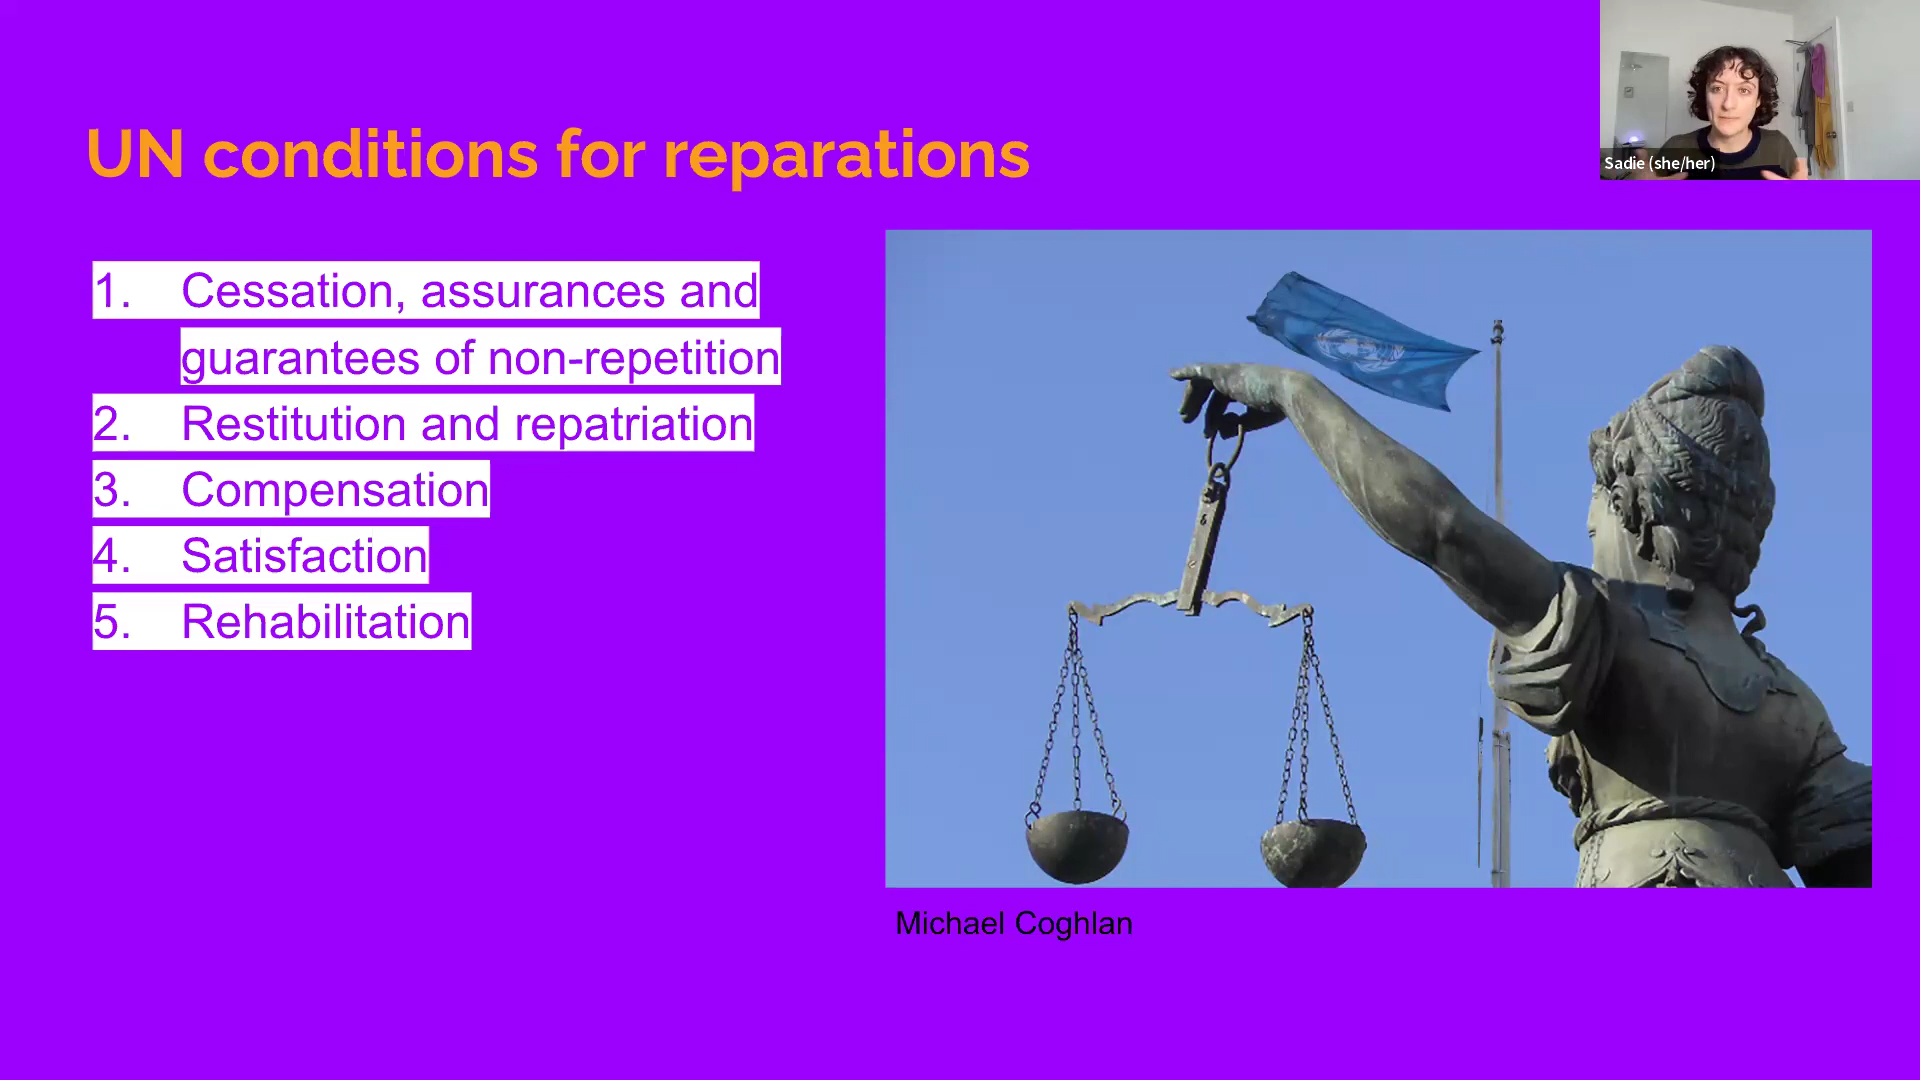 UN conditions for reparations
Sadie (she/her)
1. Cessation, assurances and
guarantees of non-repetition
2. Restitution and repatriation
3. Compensation
4. Satisfaction
5. Rehabilitation
Michael Coghlan